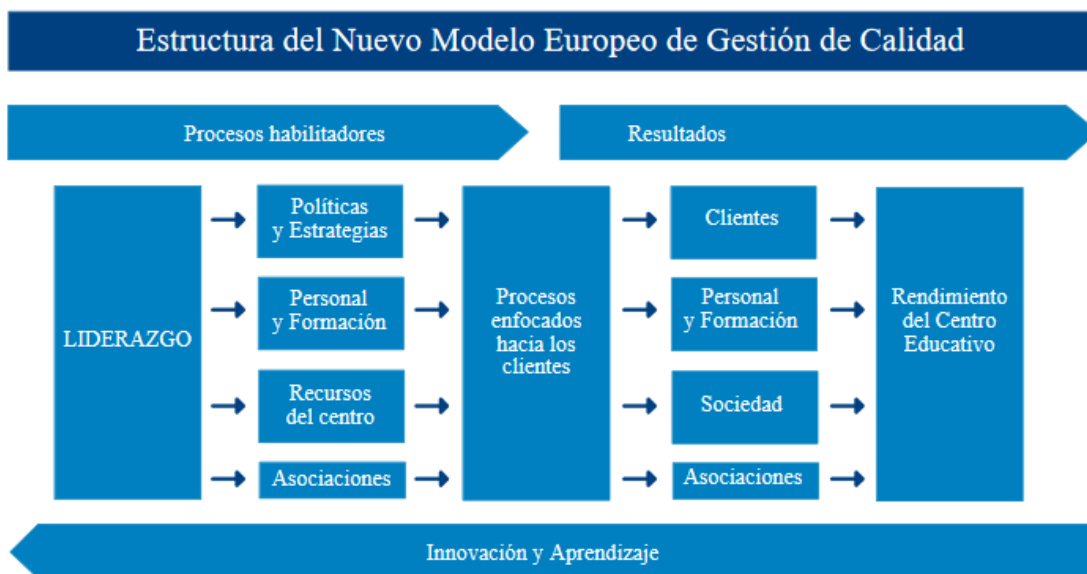 Estructura del Nuevo Modelo Europeo de Gestión de Calidad
Procesos habilitadores
Resultados
LIDERAZGO
Políticas
y Estrategias
Personal
y Formación
Recursos
del centro
Asociaciones
Procesos
enfocados
hacia los
clientes
Clientes
Personal
y Formación
Sociedad
Asociaciones
Rendimiento
del Centro
Educativo
Innovación y Aprendizaje